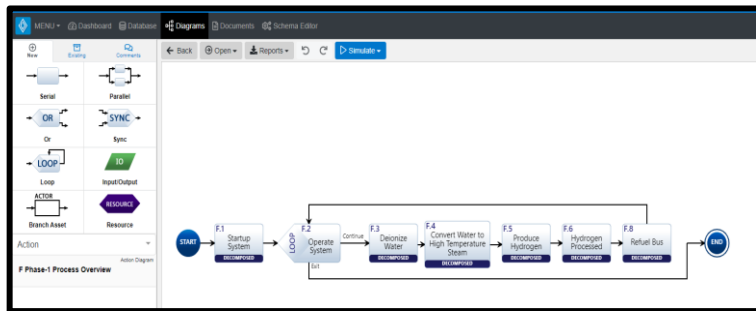 MENU Dashboard Database Diagrams Documents Schema Editor
New Existing Comments
Back Open Reports Simulate
Serial Parallel
OR SYNC
Or Sync
LOOP IO
Loop Input/Output
ACTOR RESOURCE
Branch Asset Resource
Action
Action Diagram
F Phase-1 Process Overview
START
F.1
Startup
System
DECOMPOSED
LOOP
F.2
Operate
System
Continue
Exit
F.3
Deionize
Water
DECOMPOSED
F.4
Convert Water to
High Temperature
Steam
DECOMPOSED
F.5
Produce
Hydrogen
DECOMPOSED
F.6
Hydrogen
Processed
DECOMPOSED
F.8
Refuel Bus
DECOMPOSED
END